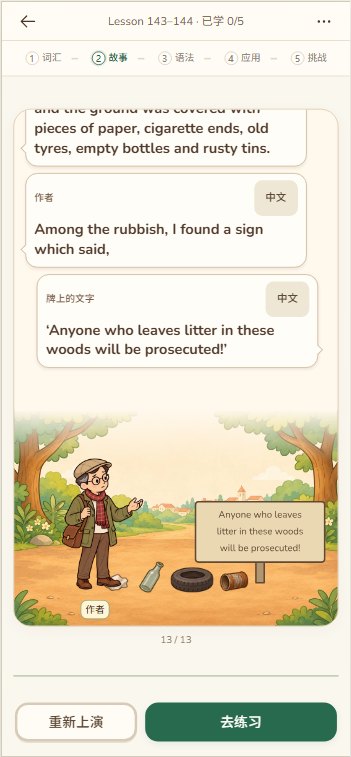 Lesson 143–144 · 已学 0/5
1 词汇 – 2 故事 – 3 语法 – 4 应用 – 5 挑战
and the ground was covered with
pieces of paper, cigarette ends, old
tyres, empty bottles and rusty tins.
作者
中文
Among the rubbish, I found a sign
which said,
牌上的文字
中文
‘Anyone who leaves litter in these
woods will be prosecuted!’
Anyone who leaves
litter in these woods
will be prosecuted!
作者
13 / 13
重新上演
去练习